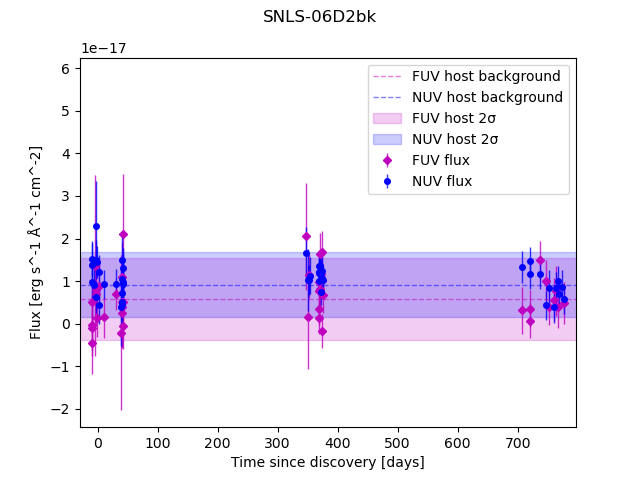 SNLS-06D2bk
1e−17
6
5
4
3
2
1
0
−1
−2
Flux [erg s^-1 Å^-1 cm^-2]
FUV host background
NUV host background
FUV host 2σ
NUV host 2σ
FUV flux
NUV flux
0 100 200 300 400 500 600 700
Time since discovery [days]